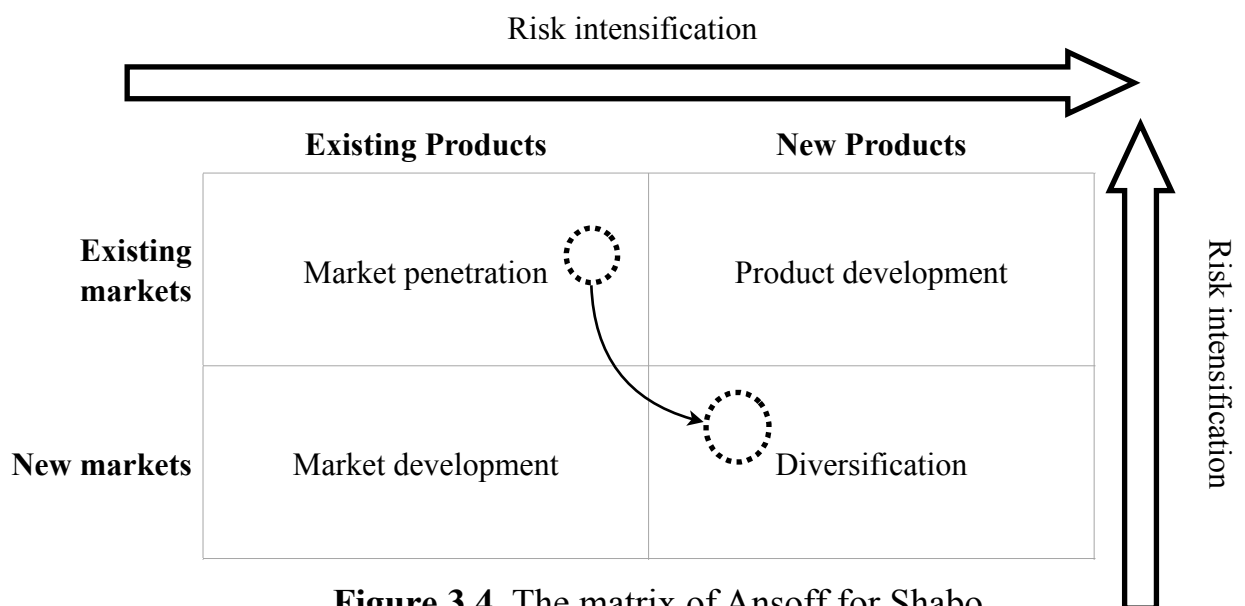 Risk intensification
Existing Products New Products
Existing
markets
Market penetration Product development
Risk intensification
New markets Market development Diversification
Figure 3.4. The matrix of Ansoff for Shabo